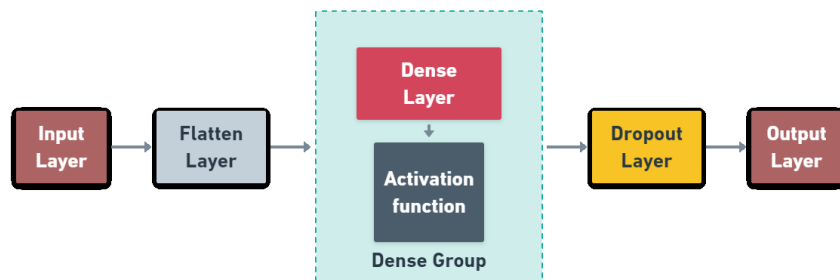 Input
Layer
Flatten
Layer
Dense
Layer
Activation
function
Dense Group
Dropout
Layer
Output
Layer